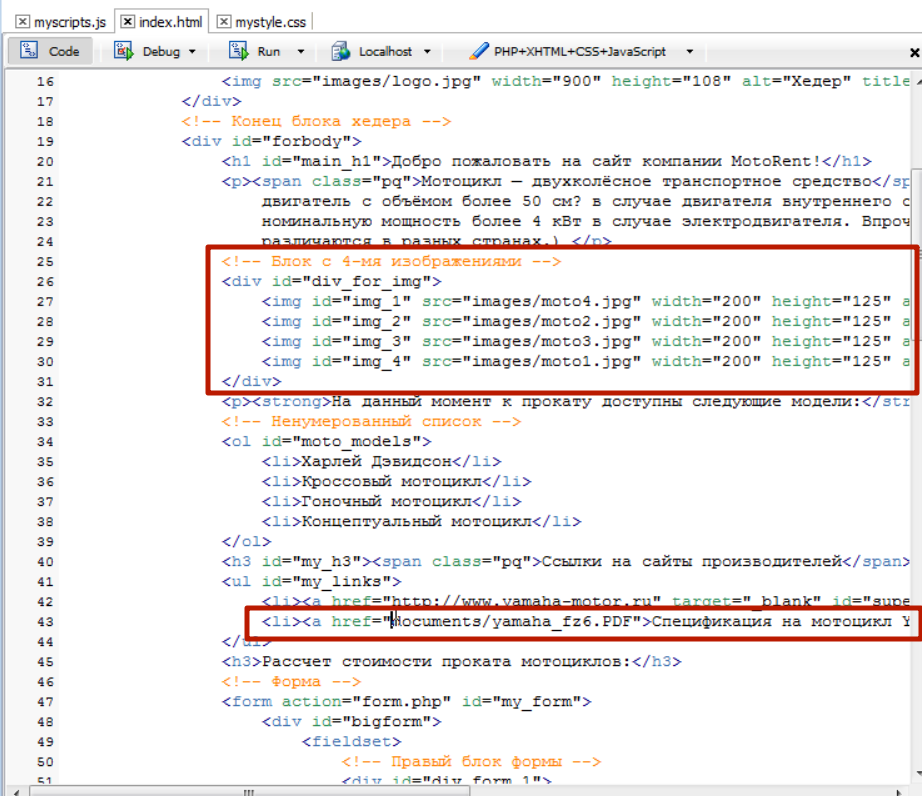 myscripts.js index.html mystyle.css
Code Debug Run Localhost PHP+XHTML+CSS+JavaScript
16 <img src="images/logo.jpg" width="900" height="108" alt="Хедер" title
17 </div>
18 <!-- Конец блока хедера -->
19 <div id="forbody">
20 <h1 id="main_h1">Добро пожаловать на сайт компании MotoRent!</h1>
21 <p><span class="pq">Мотоцикл — двухколёсное транспортное средство</sp
22 двигатель с объёмом более 50 см? в случае двигателя внутреннего с
23 номинальную мощность более 4 кВт в случае электродвигателя. Впроч
24 различаются в разных странах.) </p>
25 <!-- Блок с 4-мя изображениями -->
26 <div id="div_for_img">
27 <img id="img_1" src="images/moto4.jpg" width="200" height="125" a
28 <img id="img_2" src="images/moto2.jpg" width="200" height="125" a
29 <img id="img_3" src="images/moto3.jpg" width="200" height="125" a
30 <img id="img_4" src="images/moto1.jpg" width="200" height="125" a
31 </div>
32 <p><strong>На данный момент к прокату доступны следующие модели:</str
33 <!-- Ненумерованный список -->
34 <ol id="moto_models">
35 <li>Харлей Дэвидсон</li>
36 <li>Кроссовый мотоцикл</li>
37 <li>Гоночный мотоцикл</li>
38 <li>Концептуальный мотоцикл</li>
39 </ol>
40 <h3 id="my_h3"><span class="pq">Ссылки на сайты производителей</span>
41 <ul id="my_links">
42 <li><a href="http://www.yamaha-motor.ru" target="_blank" id="supe
43 <li><a href="documents/yamaha_fz6.PDF">Спецификация на мотоцикл Y
44 </ul>
45 <h3>Рассчет стоимости проката мотоциклов:</h3>
46 <!-- Форма -->
47 <form action="form.php" id="my_form">
48 <div id="bigform">
49 <fieldset>
50 <!-- Правый блок формы -->
51 <div id="div_form_1">